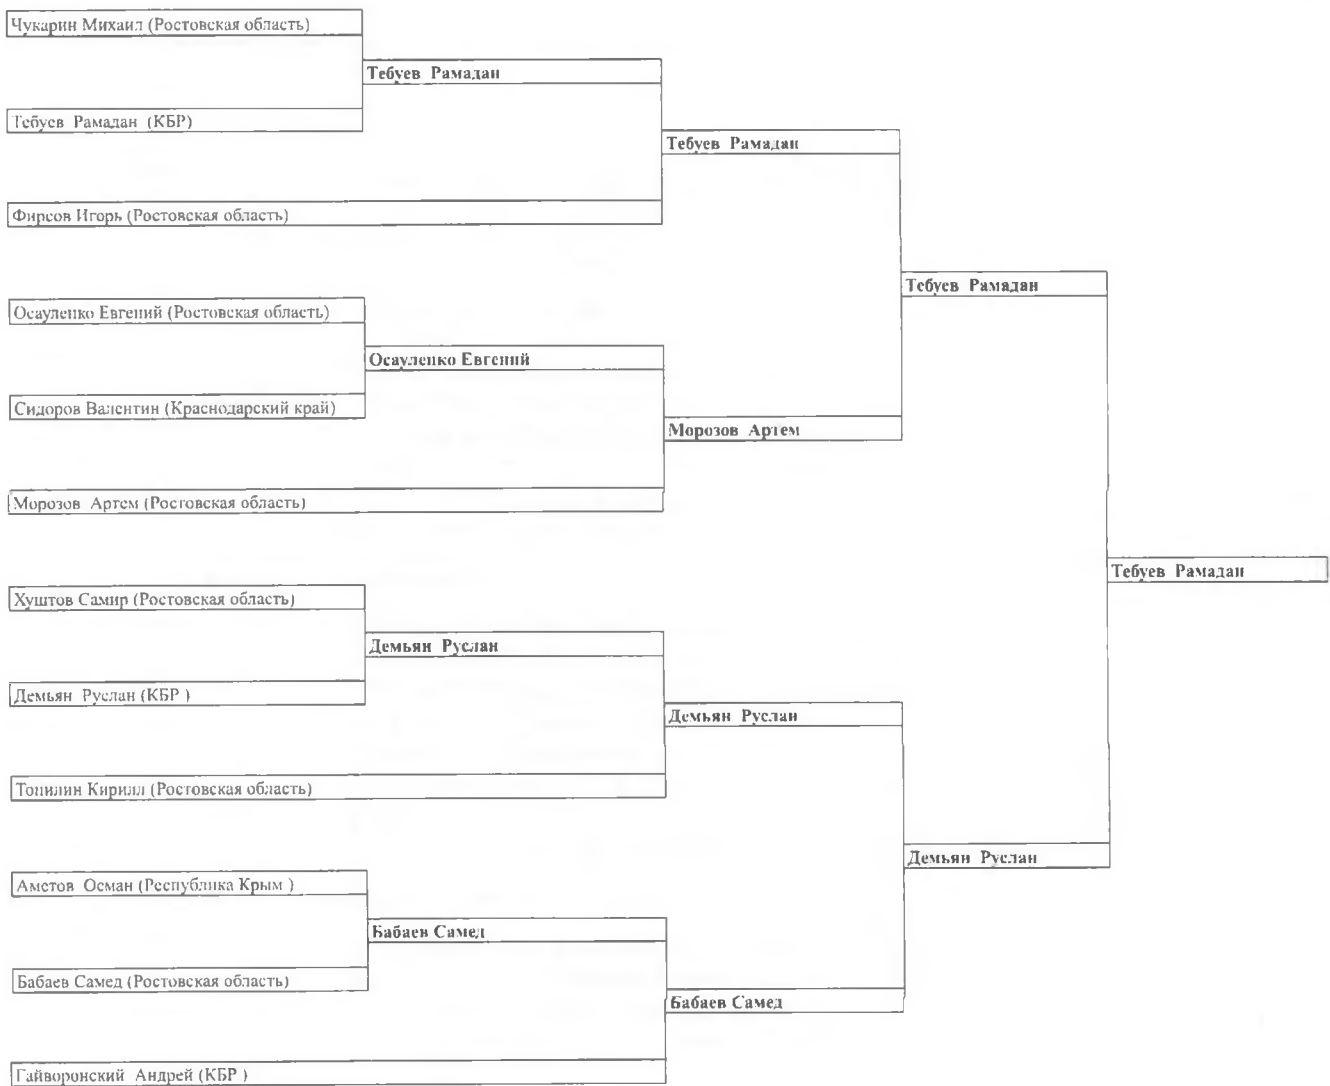 Чукарин Михаил (Ростовская область)
Тебуев Рамадан
Тебуев Рамадан (КБР)
Тебуев Рамадан
Фирсов Игорь (Ростовская область)
Тебуев Рамадан
Осауленко Евгений (Ростовская область)
Осауленко Евгений
Сидоров Валентин (Краснодарский край)
Морозов Артем
Морозов Артем (Ростовская область)
Тебуев Рамадан
Хуштов Самир (Ростовская область)
Демьян Руслан
Демьян Руслан (КБР )
Демьян Руслан
Топилин Кирилл (Ростовская область)
Демьян Руслан
Аметов Осман (Республика Крым )
Бабаев Самед
Бабаев Самед (Ростовская область)
Бабаев Самед
Гайворонский Андрей (КБР )